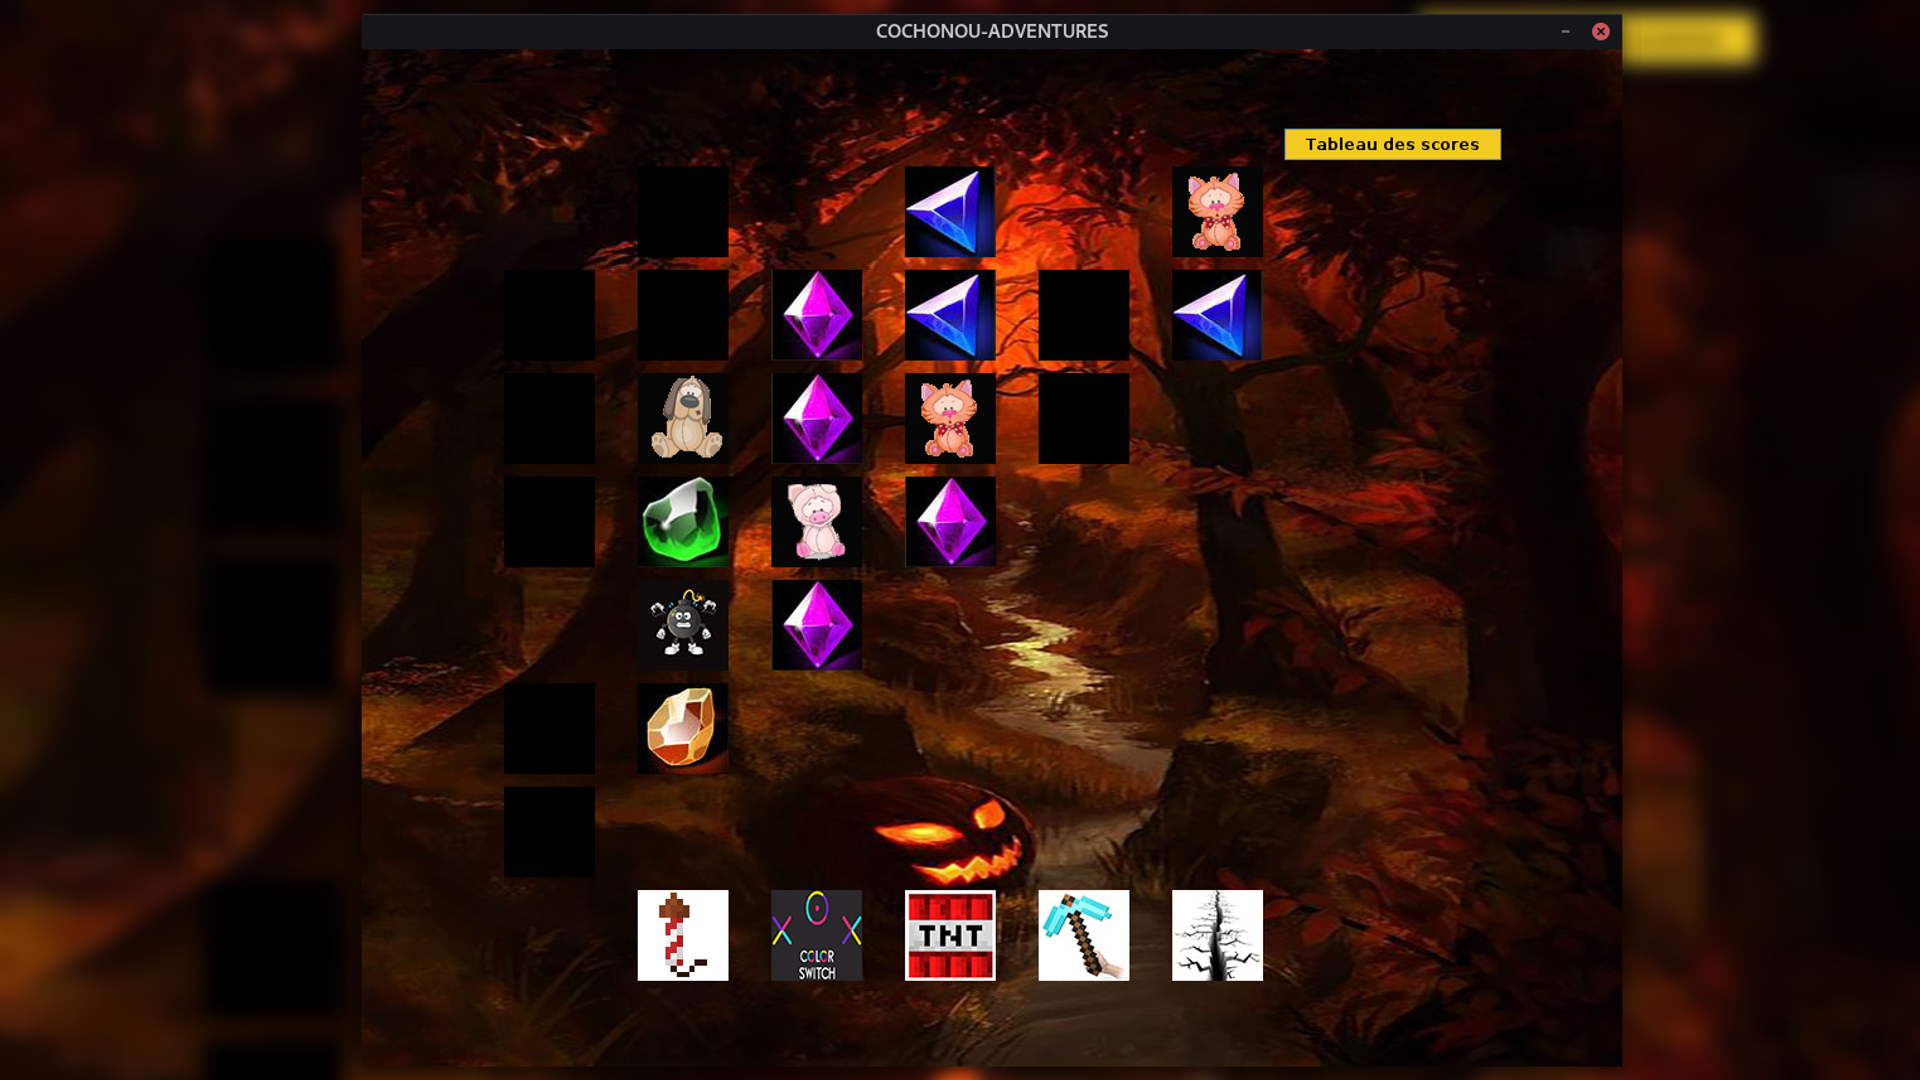 COCHONOU-ADVENTURES
Tableau des scores
COLOR
SWITCH
TNT